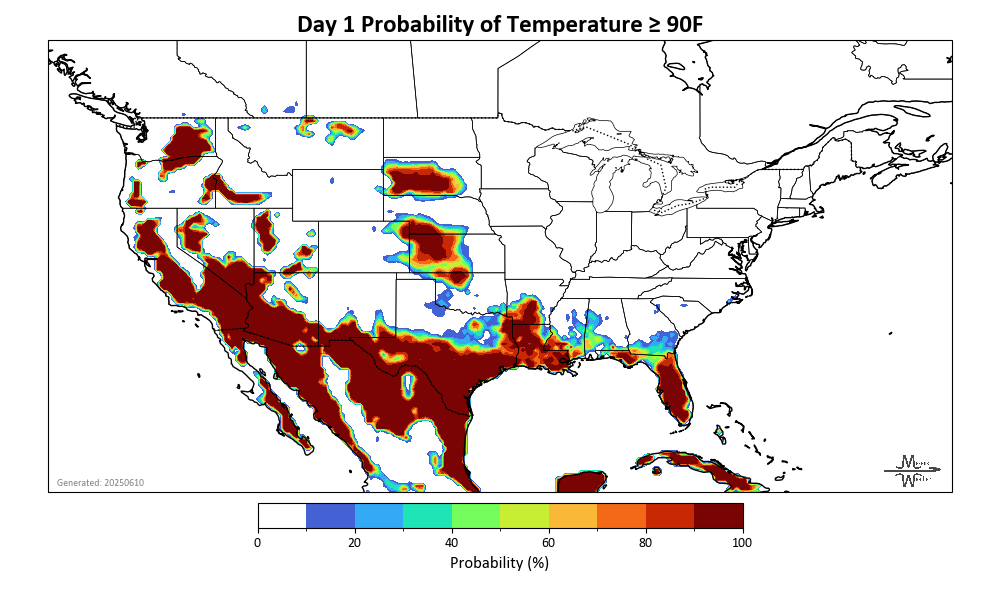 Day 1 Probability of Temperature ≥ 90F
Generated: 20250610
0 20 40 60 80 100
Probability (%)